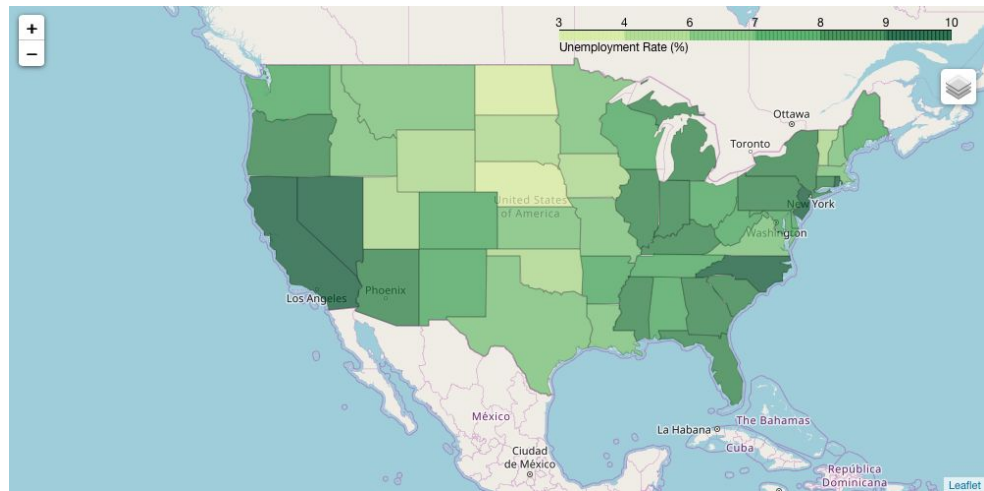 +
−
3 4 5 6 7 8 9 10
Unemployment Rate (%)
Ottawa
Toronto
United States
of America
New York
Washington
Los Angeles
Phoenix
México
La Habana
The Bahamas
Cuba
Ciudad
de México
República
Dominicana
Leaflet